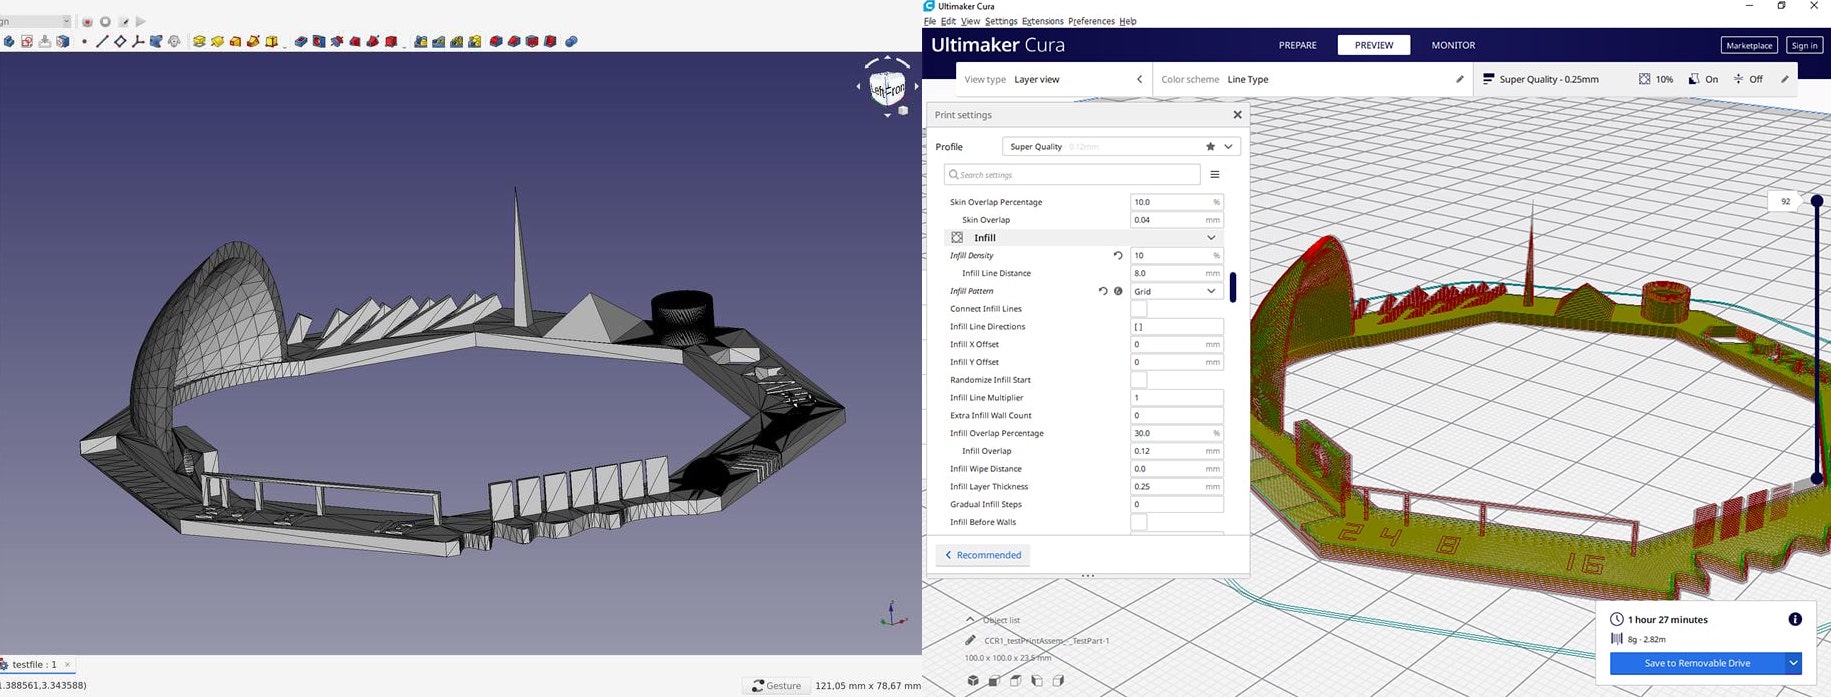 gn
Left
Fron
testfile : 1
.388561,3.343588)
Gesture
121,05 mm x 78,67 mm
Ultimaker Cura
File Edit View Settings Extensions Preferences Help
Ultimaker Cura
PREPARE
PREVIEW
MONITOR
Marketplace
Sign in
View type Layer view
Color scheme Line Type
Super Quality - 0.25mm
10%
On
Off
Print settings
Profile
Super Quality 0.12mm
Search settings
Skin Overlap Percentage 10.0 %
Skin Overlap 0.04 mm
Infill
Infill Density 10 %
Infill Line Distance 8.0 mm
Infill Pattern Grid
Connect Infill Lines
Infill Line Directions [ ]
Infill X Offset 0 mm
Infill Y Offset 0 mm
Randomize Infill Start
Infill Line Multiplier 1
Extra Infill Wall Count 0
Infill Overlap Percentage 30.0 %
Infill Overlap 0.12 mm
Infill Wipe Distance 0.0 mm
Infill Layer Thickness 0.25 mm
Gradual Infill Steps 0
Infill Before Walls
Recommended
92
2 4 8 16
Object list
CCR1_testPrintAssem_-_TestPart-1
100.0 x 100.0 x 23.5 mm
1 hour 27 minutes
8g · 2.82m
Save to Removable Drive